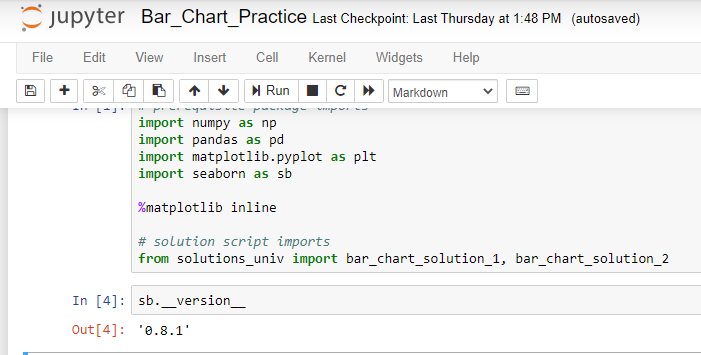 jupyter Bar_Chart_Practice Last Checkpoint: Last Thursday at 1:48 PM (autosaved)
File Edit View Insert Cell Kernel Widgets Help
Run Markdown
In [1]: # prerequisite package imports
import numpy as np
import pandas as pd
import matplotlib.pyplot as plt
import seaborn as sb
%matplotlib inline
# solution script imports
from solutions_univ import bar_chart_solution_1, bar_chart_solution_2
In [4]: sb.__version__
Out[4]: '0.8.1'